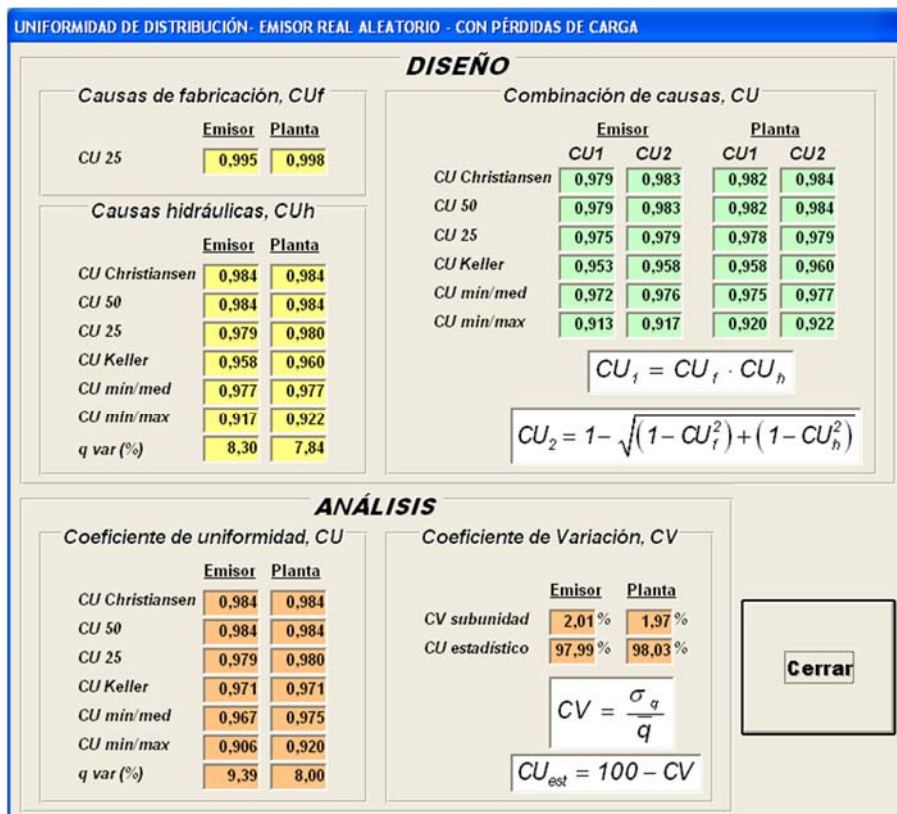 UNIFORMIDAD DE DISTRIBUCIÓN- EMISOR REAL ALEATORIO - CON PÉRDIDAS DE CARGA
DISEÑO
Causas de fabricación, CUf
Emisor Planta
CU 25 0,995 0,998
Causas hidráulicas, CUh
Emisor Planta
CU Christiansen 0,984 0,984
CU 50 0,984 0,984
CU 25 0,979 0,980
CU Keller 0,958 0,960
CU mín/med 0,977 0,977
CU min/max 0,917 0,922
q var (%) 8,30 7,84
Combinación de causas, CU
Emisor Planta
CU1 CU2 CU1 CU2
CU Christiansen 0,979 0,983 0,982 0,984
CU 50 0,979 0,983 0,982 0,984
CU 25 0,975 0,979 0,978 0,979
CU Keller 0,953 0,958 0,958 0,960
CU mín/med 0,972 0,976 0,975 0,977
CU min/max 0,913 0,917 0,920 0,922
CU₁ = CU_f · CU_h
CU₂ = 1- √((1- CU_f²)+(1- CU_h²))
ANÁLISIS
Coeficiente de uniformidad, CU
Emisor Planta
CU Christiansen 0,984 0,984
CU 50 0,984 0,984
CU 25 0,979 0,980
CU Keller 0,971 0,971
CU mín/med 0,967 0,975
CU min/max 0,906 0,920
q var (%) 9,39 8,00
Coeficiente de Variación, CV
Emisor Planta
CV subunidad 2,01 % 1,97 %
CU estadístico 97,99 % 98,03 %
CV = σ_q / q̅
CU_est = 100 - CV
Cerrar